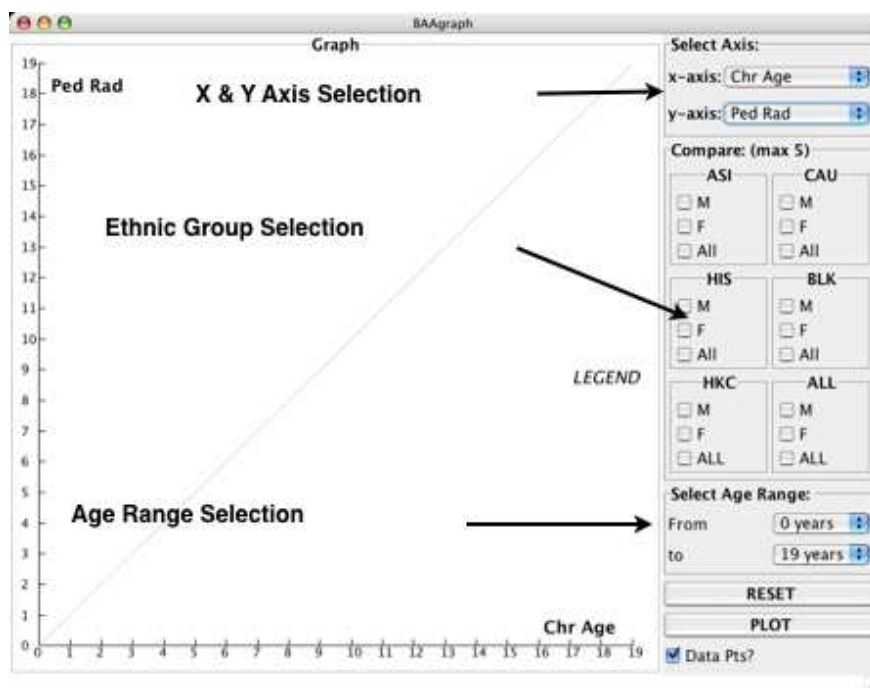 BAAgraph
Graph
Ped Rad
X & Y Axis Selection
Ethnic Group Selection
LEGEND
Age Range Selection
Chr Age
19
18
17
16
15
14
13
12
11
10
9
8
7
6
5
4
3
2
1
0
0 1 2 3 4 5 6 7 8 9 10 11 12 13 14 15 16 17 18 19
Select Axis:
x-axis: Chr Age
y-axis: Ped Rad
Compare: (max 5)
ASI CAU
M M
F F
All All
HIS BLK
M M
F F
All All
HKC ALL
M M
F F
ALL ALL
Select Age Range:
From 0 years
to 19 years
RESET
PLOT
Data Pts?